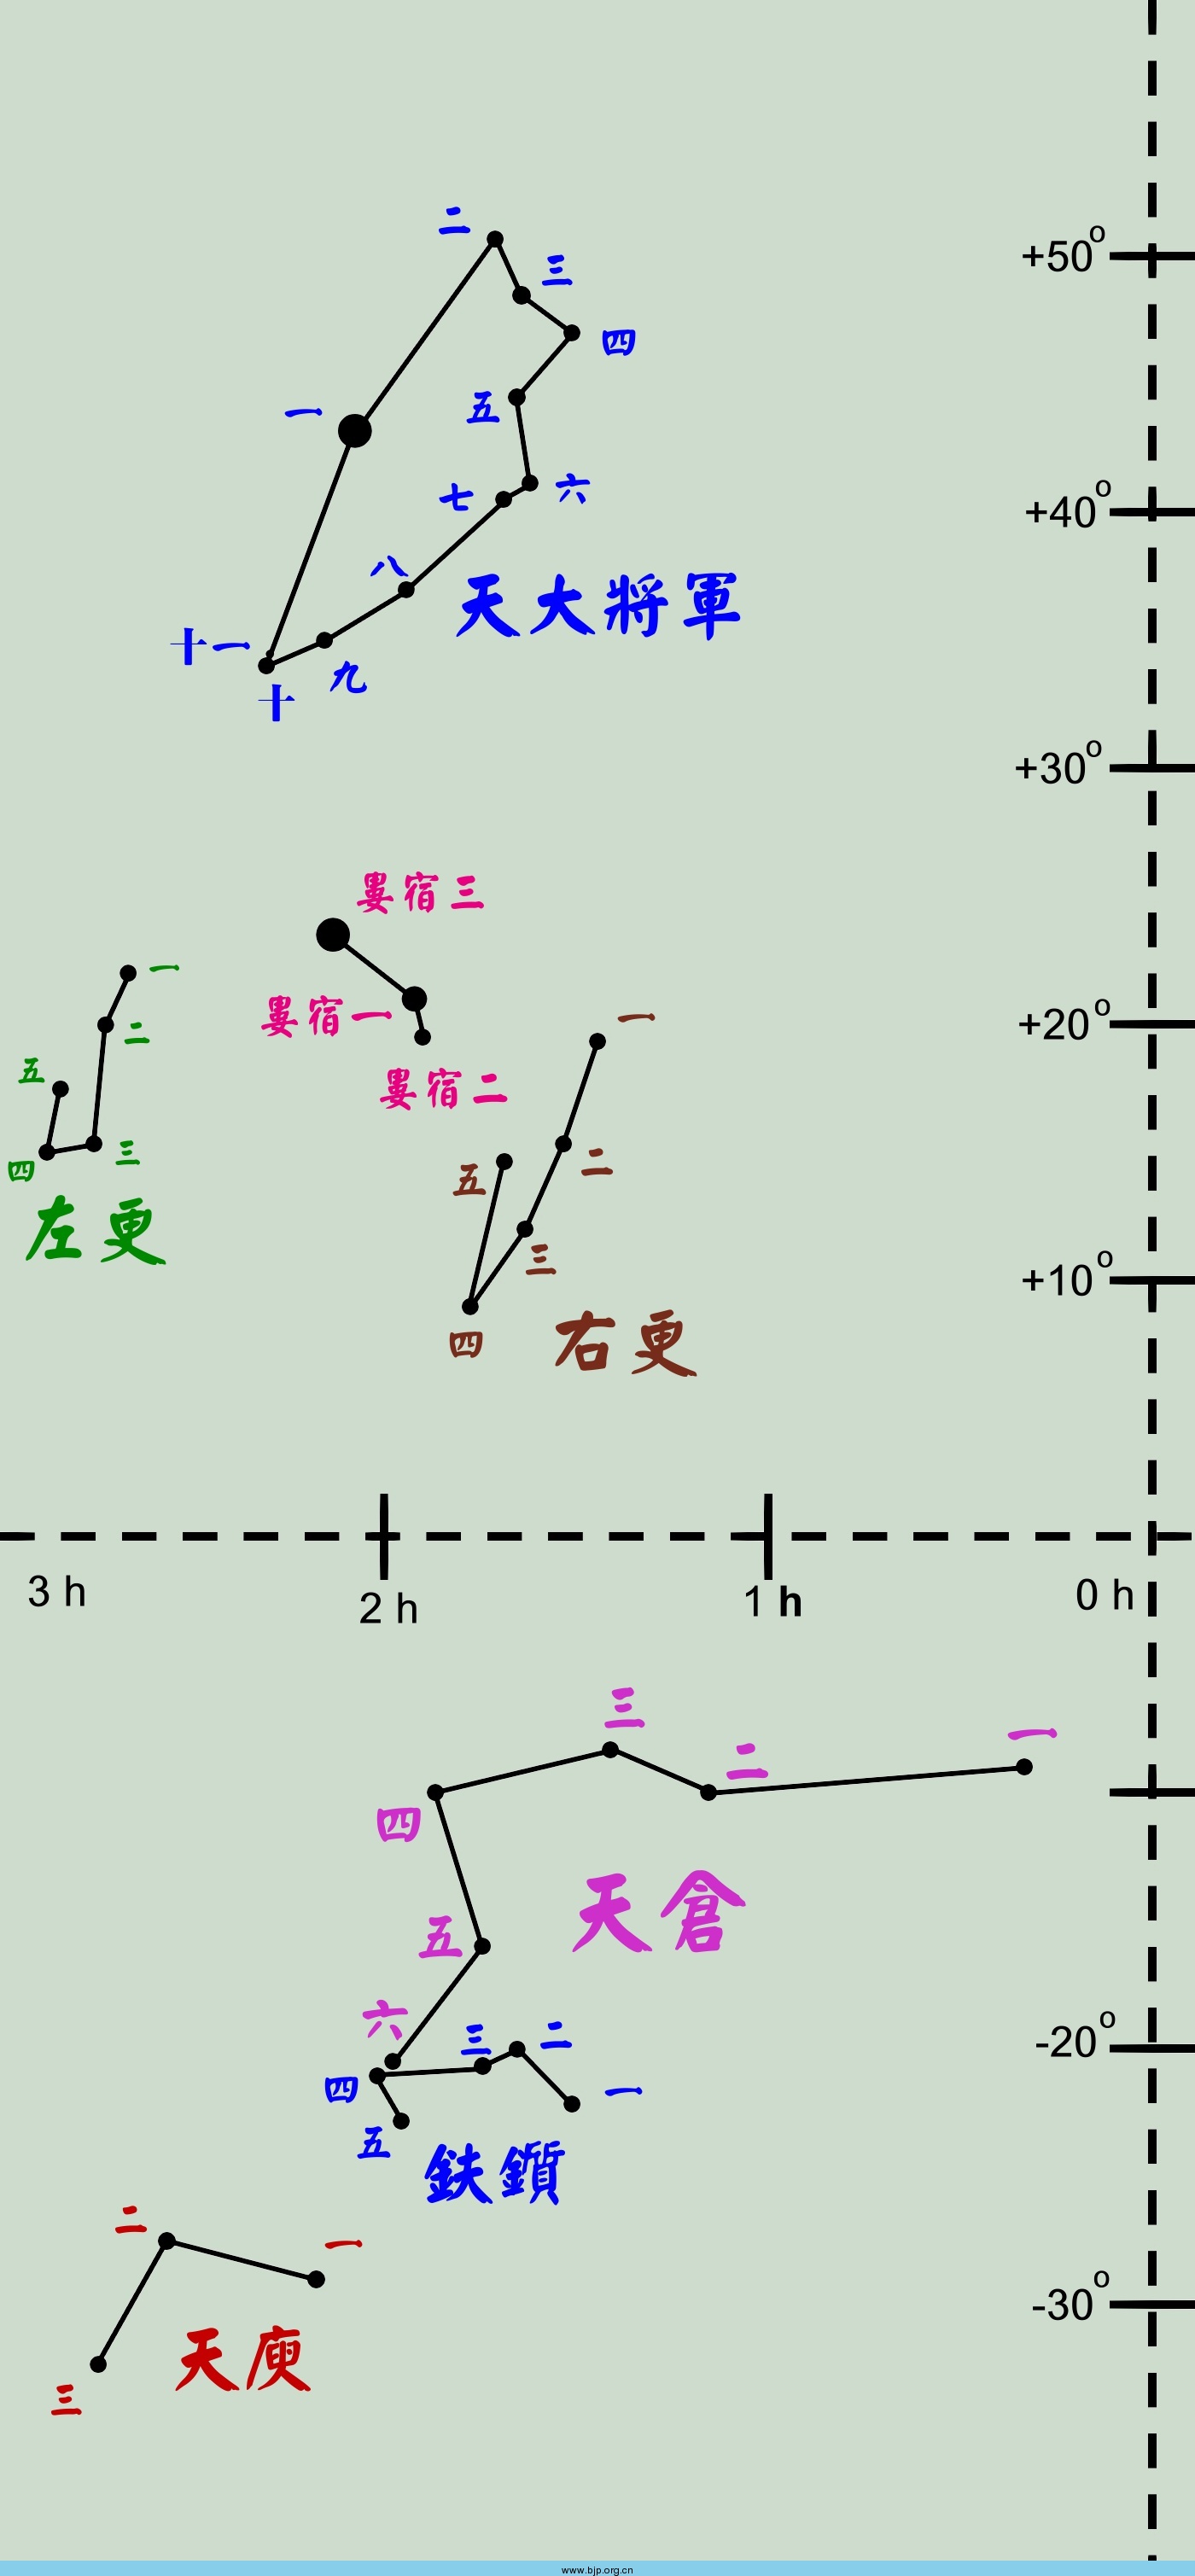 二
+50°
三
四
一
五
七
六
+40°
八
天大將軍
十一
九
十
+30°
婁宿三
一
婁宿一
一
+20°
二
五
婁宿二
三
二
四
五
左更
三
+10°
四
右更
3 h
2 h
1 h
0 h
三
一
二
四
天倉
五
六
三
二
-20°
四
一
五
鈇鑕
二
一
-30°
天庾
三
www.bjp.org.cn